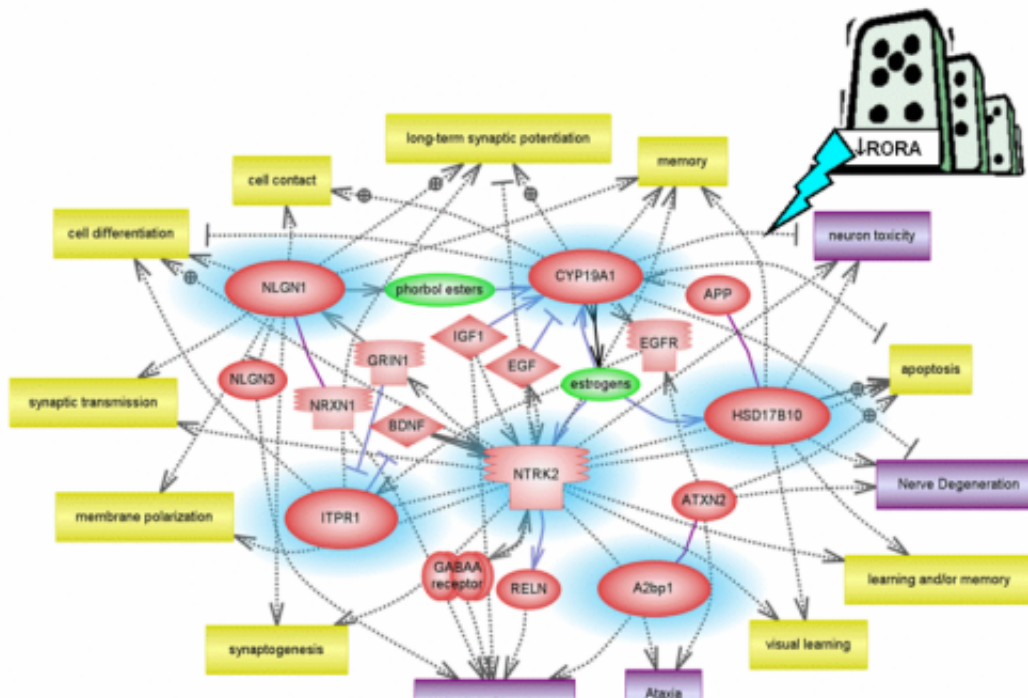 ↓RORA
long-term synaptic potentiation
memory
cell contact
cell differentiation
neuron toxicity
NLGN1
phorbol esters
CYP19A1
APP
IGF1
EGF
EGFR
GRIN1
NLGN3
NRXN1
estrogens
apoptosis
synaptic transmission
BDNF
HSD17B10
NTRK2
ATXN2
Nerve Degeneration
membrane polarization
ITPR1
GABAA
receptor
RELN
A2bp1
learning and/or memory
synaptogenesis
visual learning
Ataxia